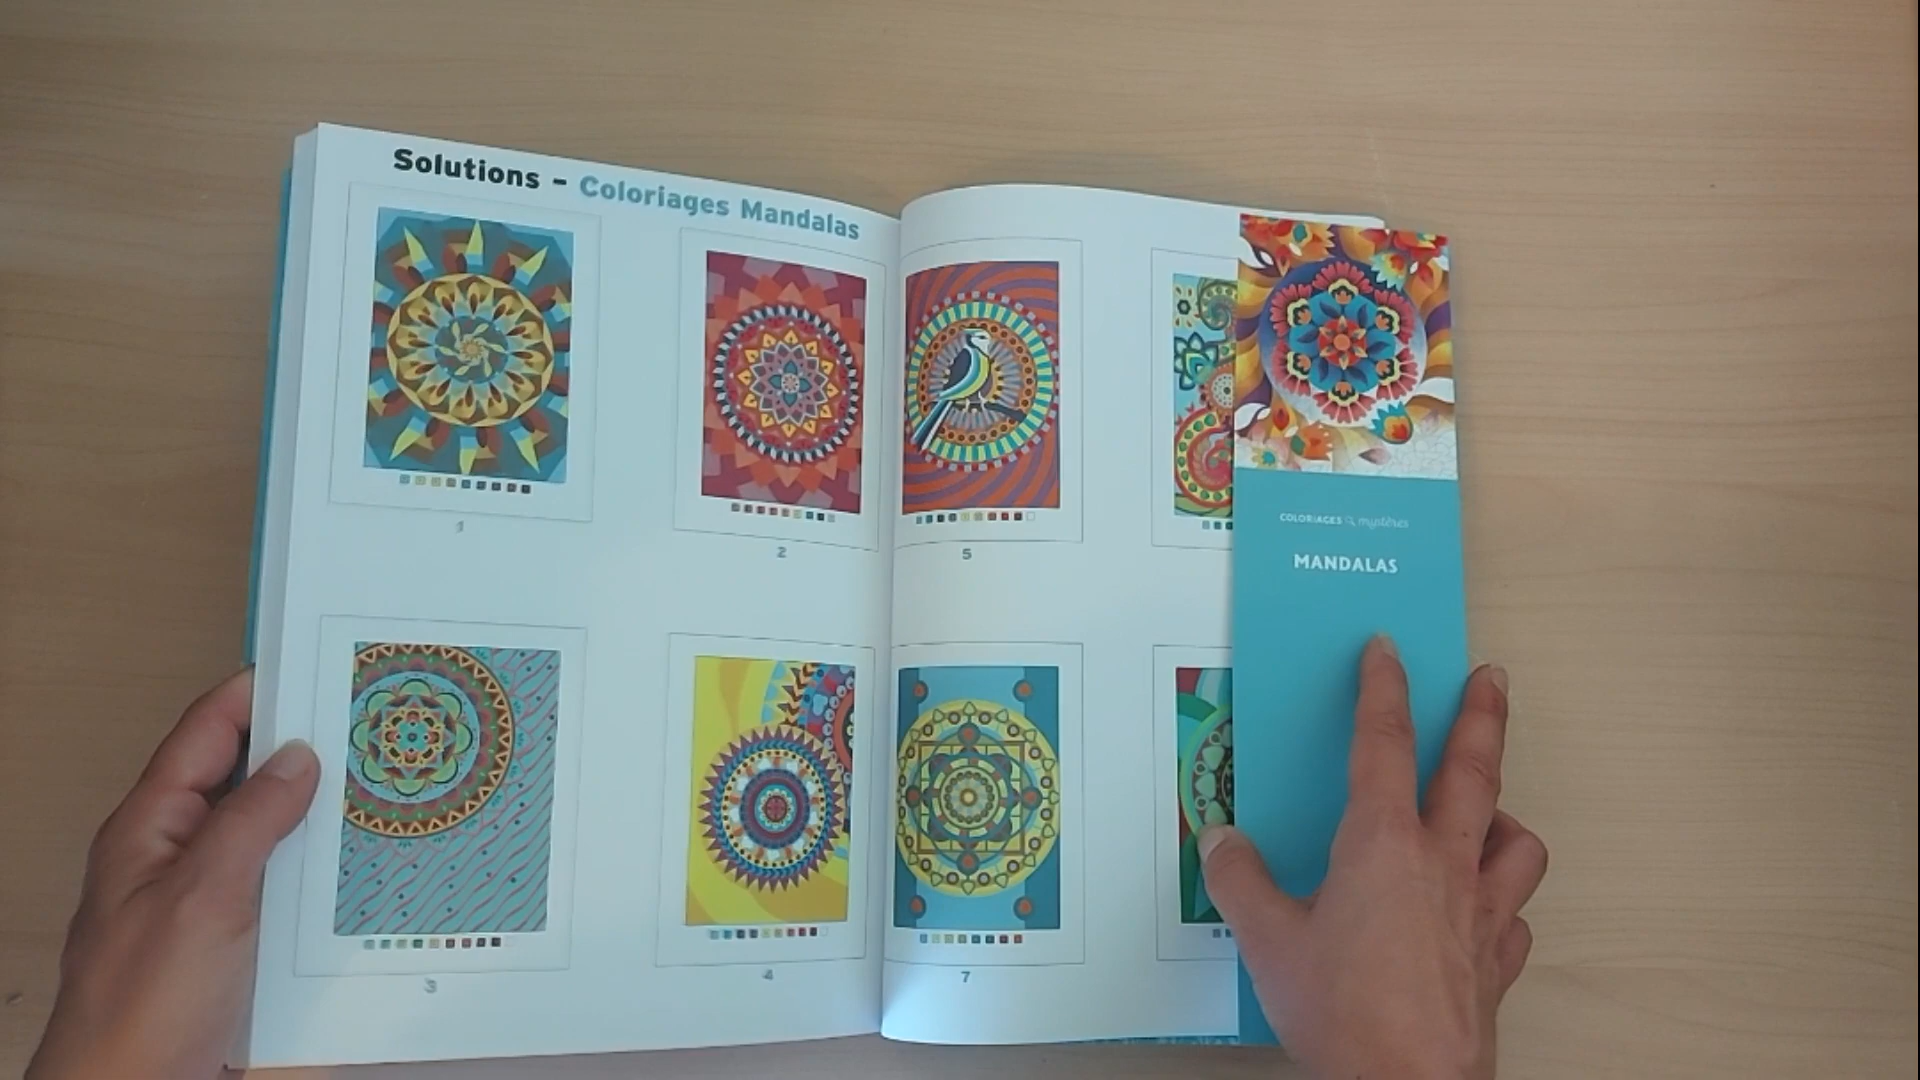 Solutions – Coloriages Mandalas
1
2
5
3
4
7
COLORIAGES mystères
MANDALAS